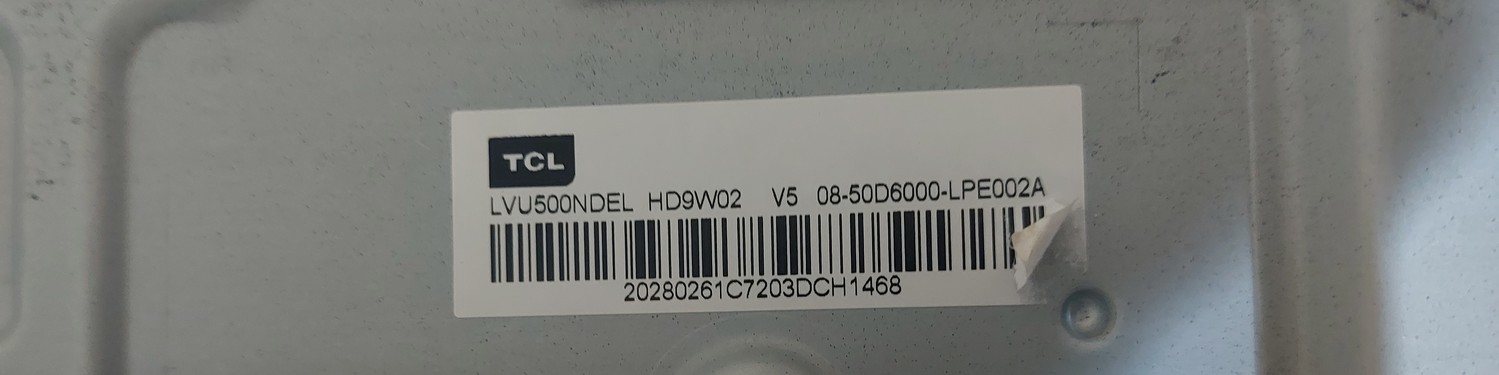 TCL
LVU500NDEL HD9W02 V5 08-50D6000-LPE002A
20280261C7203DCH1468